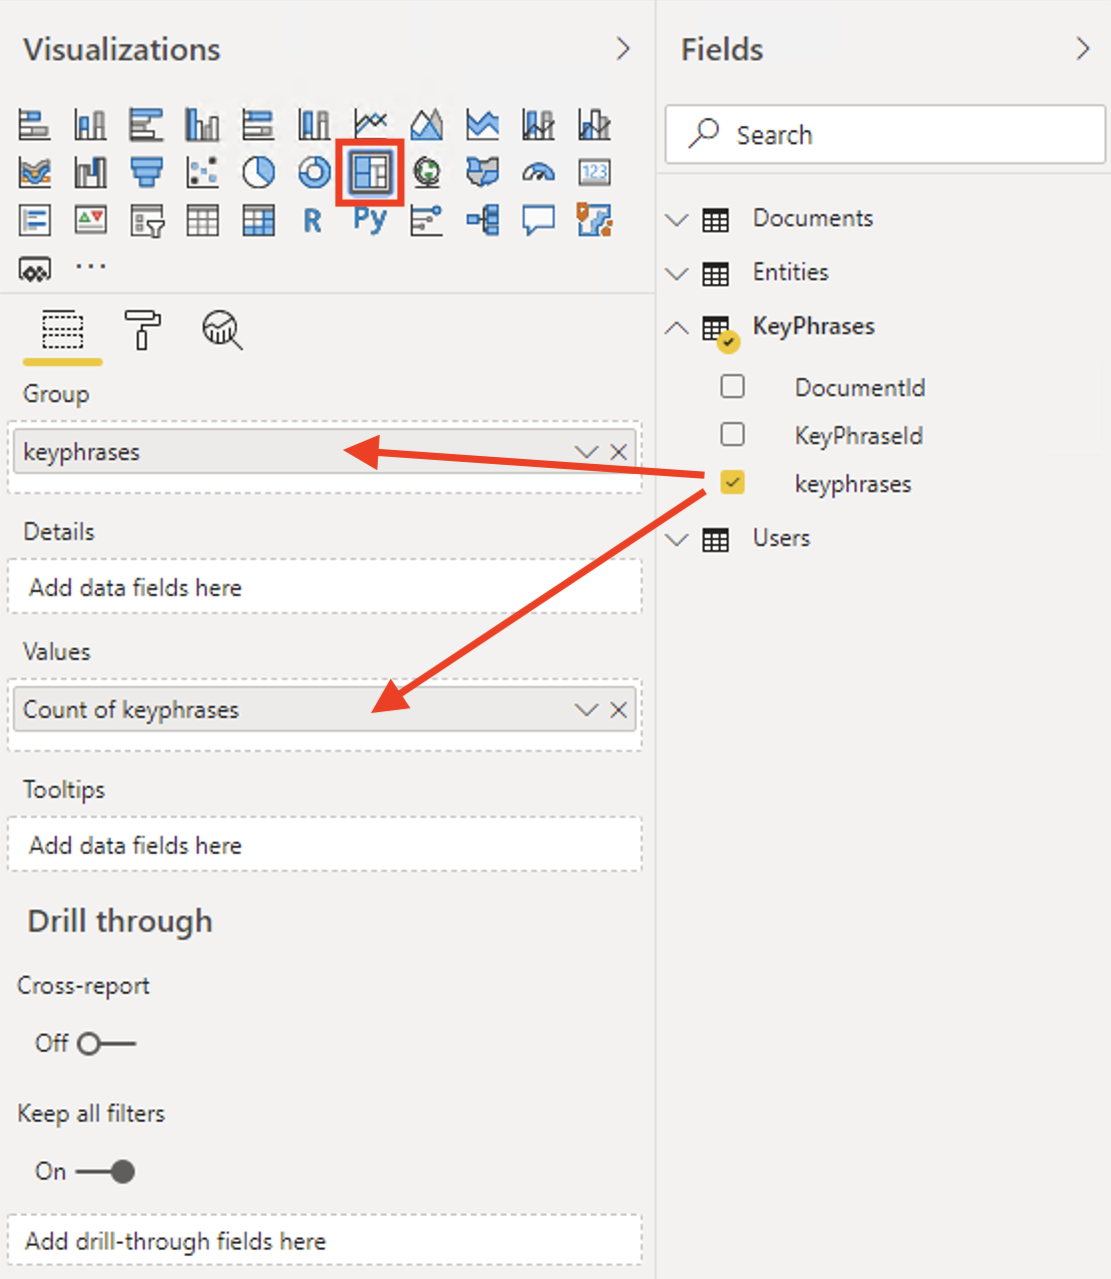 Visualizations
123
R
Py
...
Group
keyphrases
Details
Add data fields here
Values
Count of keyphrases
Tooltips
Add data fields here
Drill through
Cross-report
Off
Keep all filters
On
Add drill-through fields here
Fields
Search
Documents
Entities
KeyPhrases
DocumentId
KeyPhraseId
keyphrases
Users